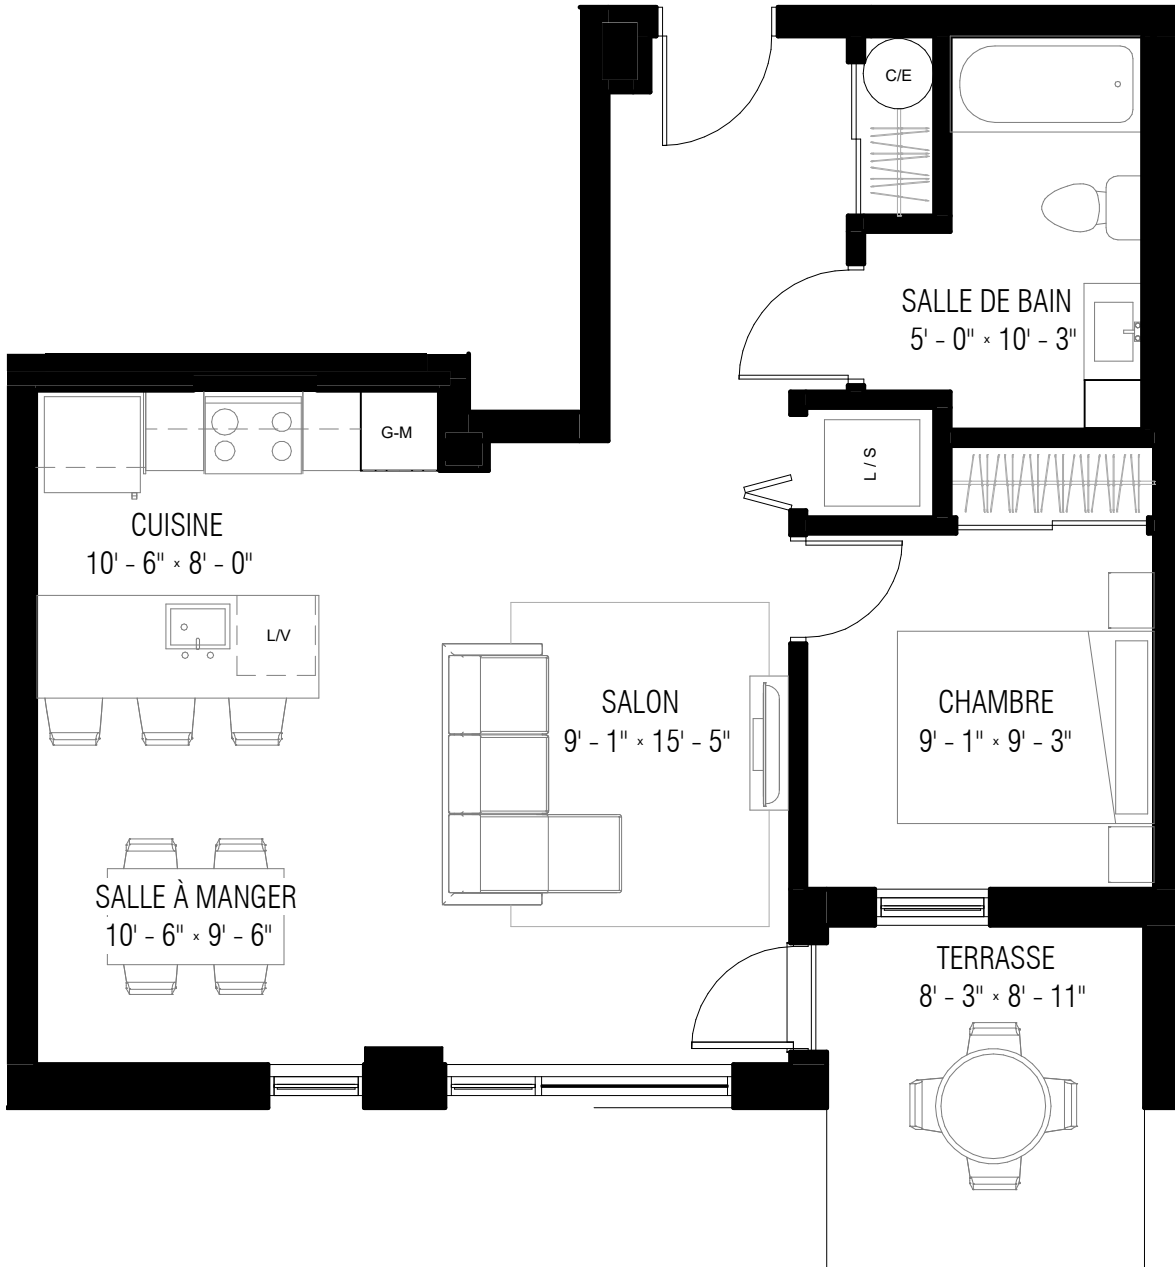 C/E
SALLE DE BAIN
5' - 0" × 10' - 3"
G-M
L / S
CUISINE
10' - 6" × 8' - 0"
L/V
SALON
9' - 1" × 15' - 5"
CHAMBRE
9' - 1" × 9' - 3"
SALLE À MANGER
10' - 6" × 9' - 6"
TERRASSE
8' - 3" × 8' - 11"